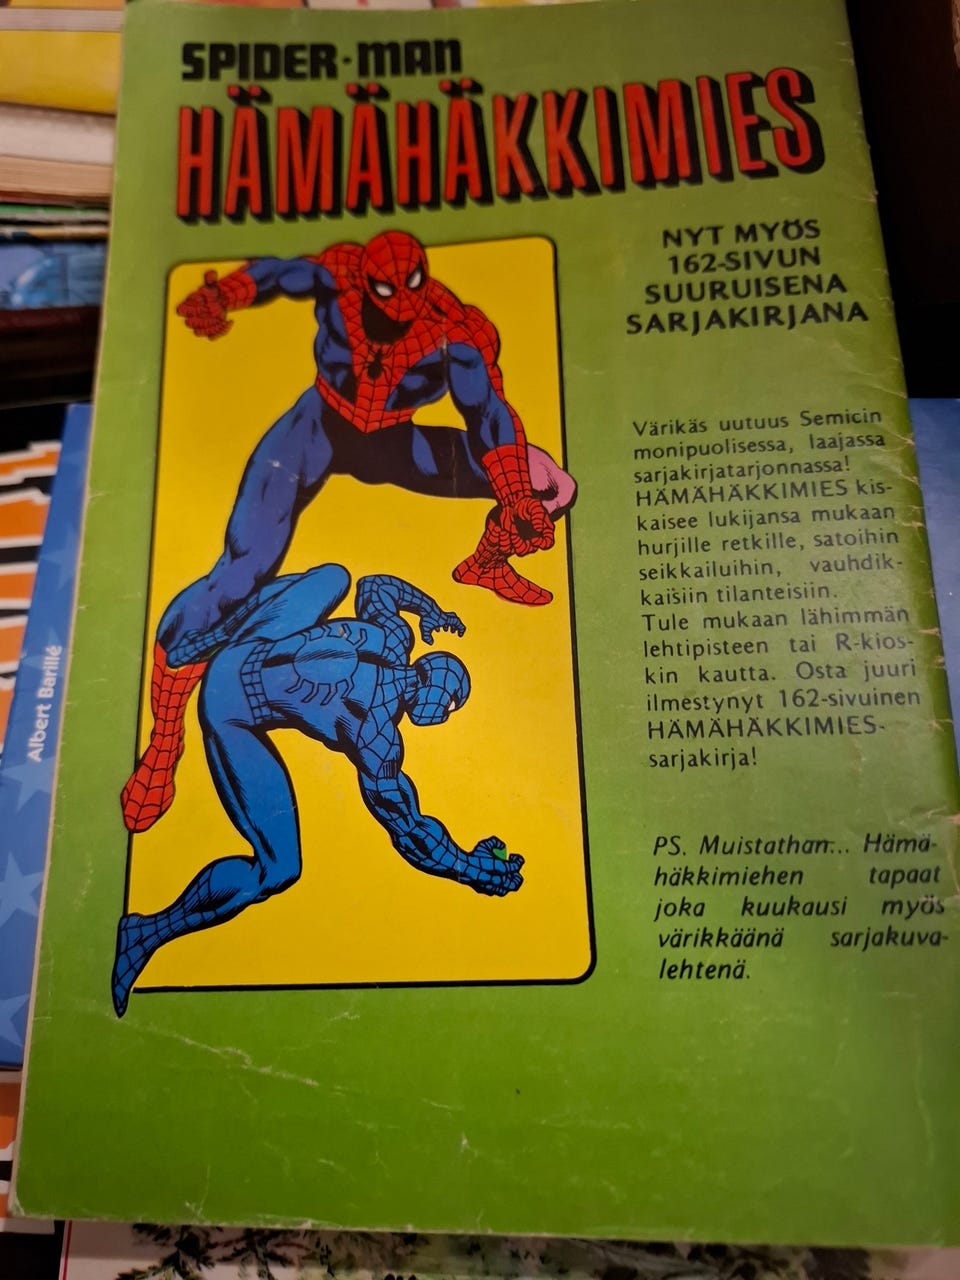 SPIDER-MAN
HÄMÄHÄKKIMIES
NYT MYÖS
162-SIVUN
SUURUISENA
SARJAKIRJANA
Värikäs uutuus Semicin
monipuolisessa, laajassa
sarjakirjatarjonnassa!
HÄMÄHÄKKIMIES kis-
kaisee lukijansa mukaan
hurjille retkille, satoihin
seikkailuihin, vauhdik-
kaisiin tilanteisiin.
Tule mukaan lähimmän
lehtipisteen tai R-kios-
kin kautta. Osta juuri
ilmestynyt 162-sivuinen
HÄMÄHÄKKIMIES-
sarjakirja!
PS. Muistathan... Hämä-
häkkimiehen tapaat
joka kuukausi myös
värikkäänä sarjakuva-
lehtenä.
Albert Barillé